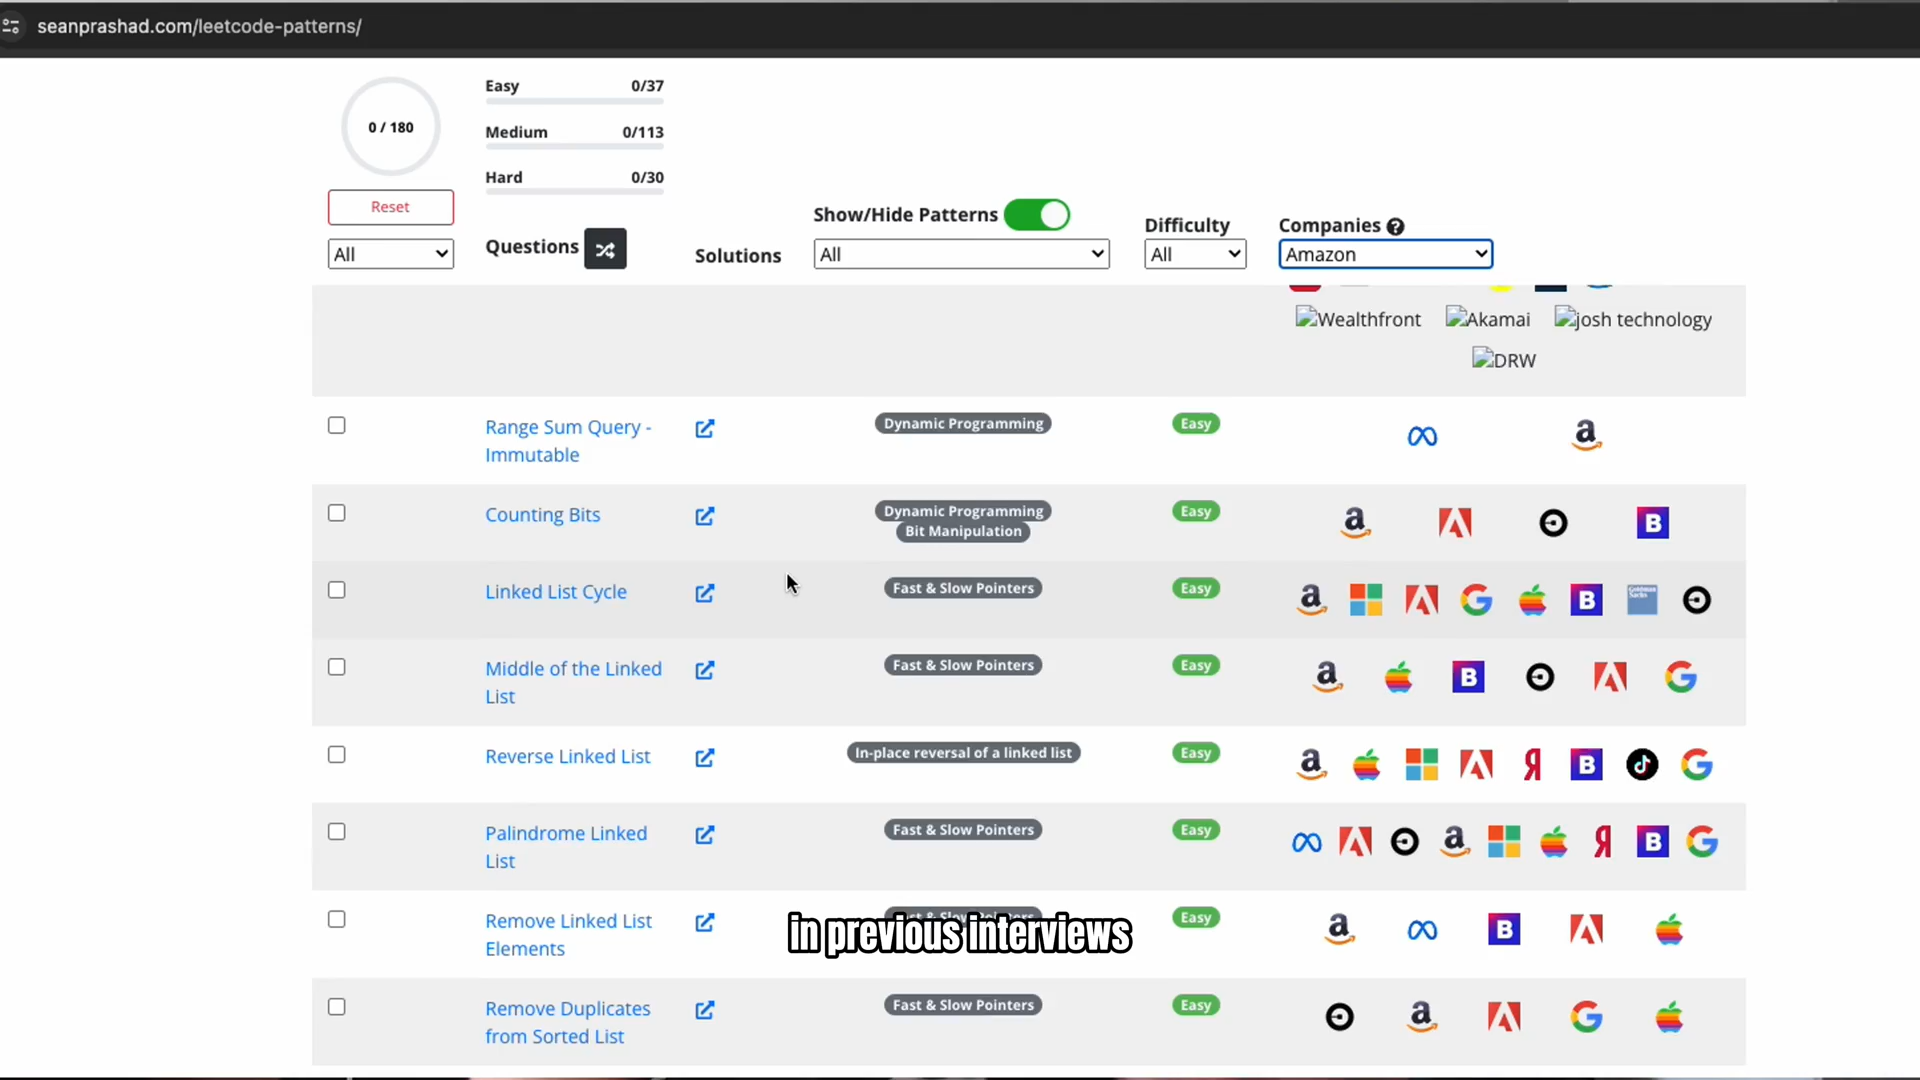 seanprashad.com/leetcode-patterns/
Easy 0/37
0 / 180
Medium 0/113
Hard 0/30
Reset
Show/Hide Patterns
Difficulty
Companies ?
All
Questions
Solutions
All
All
Amazon
Wealthfront Akamai josh technology
DRW
Range Sum Query -
Immutable
Dynamic Programming
Easy
Counting Bits
Dynamic Programming
Bit Manipulation
Easy
B
Linked List Cycle
Fast & Slow Pointers
Easy
B
Goldman
Sachs
Middle of the Linked
List
Fast & Slow Pointers
Easy
B
Reverse Linked List
In-place reversal of a linked list
Easy
Я
B
Palindrome Linked
List
Fast & Slow Pointers
Easy
Я
B
Remove Linked List
Elements
Fast & Slow Pointers
Easy
B
in previous interviews
Remove Duplicates
from Sorted List
Fast & Slow Pointers
Easy